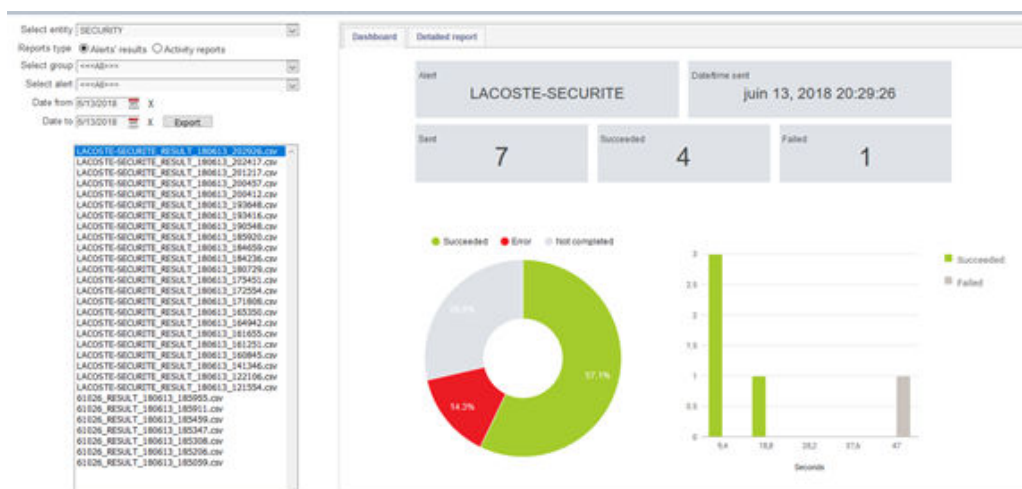 Select entity SECURITY
Reports type Alerts' results Activity reports
Select group <==All==>
Select alert <==All==>
Date from 6/13/2018 X
Date to 6/13/2018 X Export
LACOSTE-SECURITE_RESULT_180613_202926.csv
LACOSTE-SECURITE_RESULT_180613_202417.csv
LACOSTE-SECURITE_RESULT_180613_201217.csv
LACOSTE-SECURITE_RESULT_180613_200457.csv
LACOSTE-SECURITE_RESULT_180613_200412.csv
LACOSTE-SECURITE_RESULT_180613_193648.csv
LACOSTE-SECURITE_RESULT_180613_193416.csv
LACOSTE-SECURITE_RESULT_180613_190548.csv
LACOSTE-SECURITE_RESULT_180613_185920.csv
LACOSTE-SECURITE_RESULT_180613_184659.csv
LACOSTE-SECURITE_RESULT_180613_184236.csv
LACOSTE-SECURITE_RESULT_180613_180729.csv
LACOSTE-SECURITE_RESULT_180613_175451.csv
LACOSTE-SECURITE_RESULT_180613_172554.csv
LACOSTE-SECURITE_RESULT_180613_171808.csv
LACOSTE-SECURITE_RESULT_180613_165350.csv
LACOSTE-SECURITE_RESULT_180613_164942.csv
LACOSTE-SECURITE_RESULT_180613_161655.csv
LACOSTE-SECURITE_RESULT_180613_161251.csv
LACOSTE-SECURITE_RESULT_180613_160845.csv
LACOSTE-SECURITE_RESULT_180613_141346.csv
LACOSTE-SECURITE_RESULT_180613_122106.csv
LACOSTE-SECURITE_RESULT_180613_121554.csv
61026_RESULT_180613_185955.csv
61026_RESULT_180613_185911.csv
61026_RESULT_180613_185459.csv
61026_RESULT_180613_185347.csv
61026_RESULT_180613_185308.csv
61026_RESULT_180613_185206.csv
61026_RESULT_180613_185059.csv
Dashboard Detailed report
Alert
LACOSTE-SECURITE
Date/time sent
juin 13, 2018 20:29:26
Sent
7
Succeeded
4
Failed
1
Succeeded Error Not completed
57.1%
14.3%
3
2.5
2
1.5
1
0.5
0
9,4 18,8 28,2 37,6 47
Seconds
Succeeded
Failed